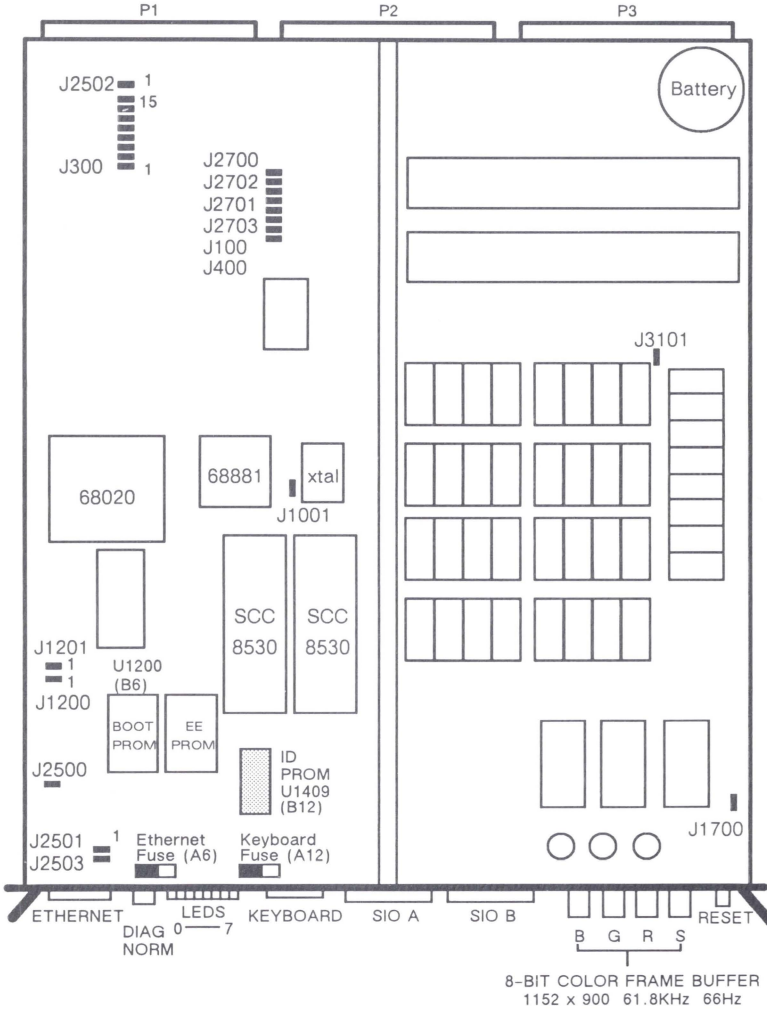 P1
P2
P3
Battery
J2502 1
15
J300 1
J2700
J2702
J2701
J2703
J100
J400
J3101
68020
68881
xtal
J1001
SCC
8530
SCC
8530
J1201
1
1
J1200
U1200
(B6)
BOOT
PROM
EE
PROM
J2500
ID
PROM
U1409
(B12)
J1700
J2501 1
J2503
Ethernet
Fuse (A6)
Keyboard
Fuse (A12)
ETHERNET
DIAG
NORM
LEDS
0 7
KEYBOARD
SIO A
SIO B
B G R S
RESET
8-BIT COLOR FRAME BUFFER
1152 x 900 61.8KHz 66Hz